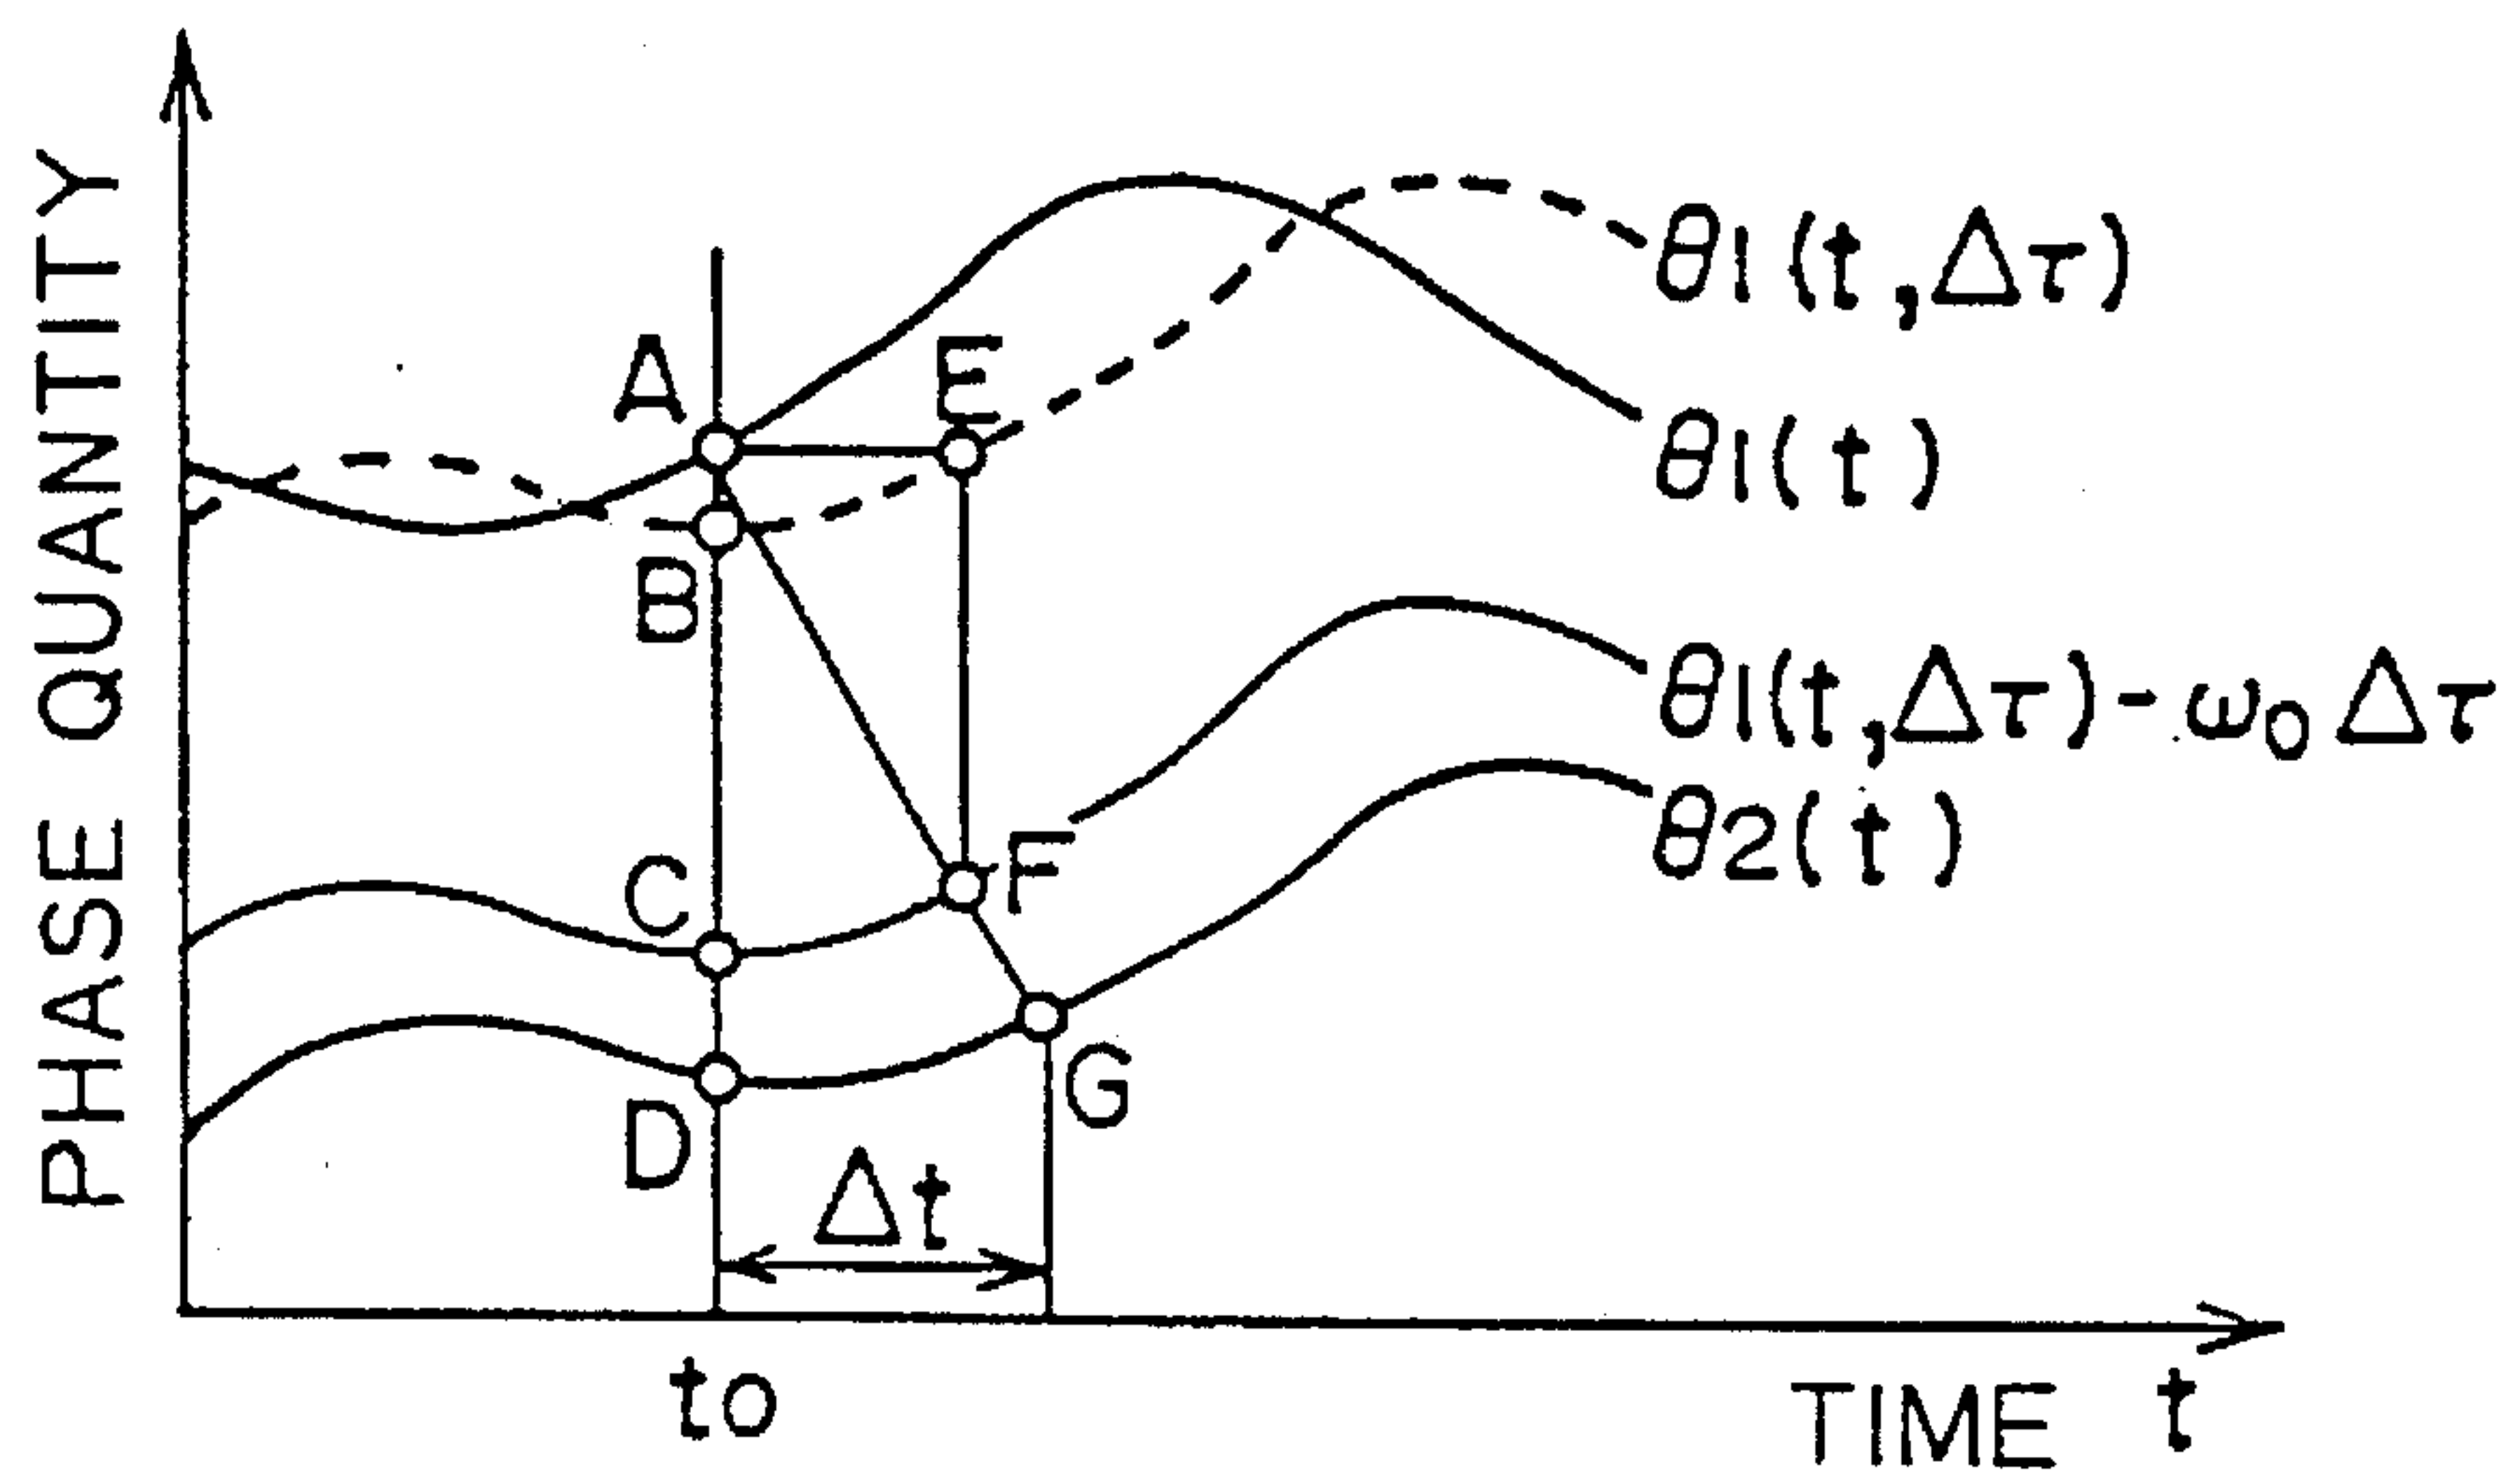 PHASE QUANTITY
θ1(t,Δτ)
A
E
θ1(t)
B
θ1(t,Δτ)-ω0Δτ
F
θ2(t)
C
G
D
Δt
to
TIME t